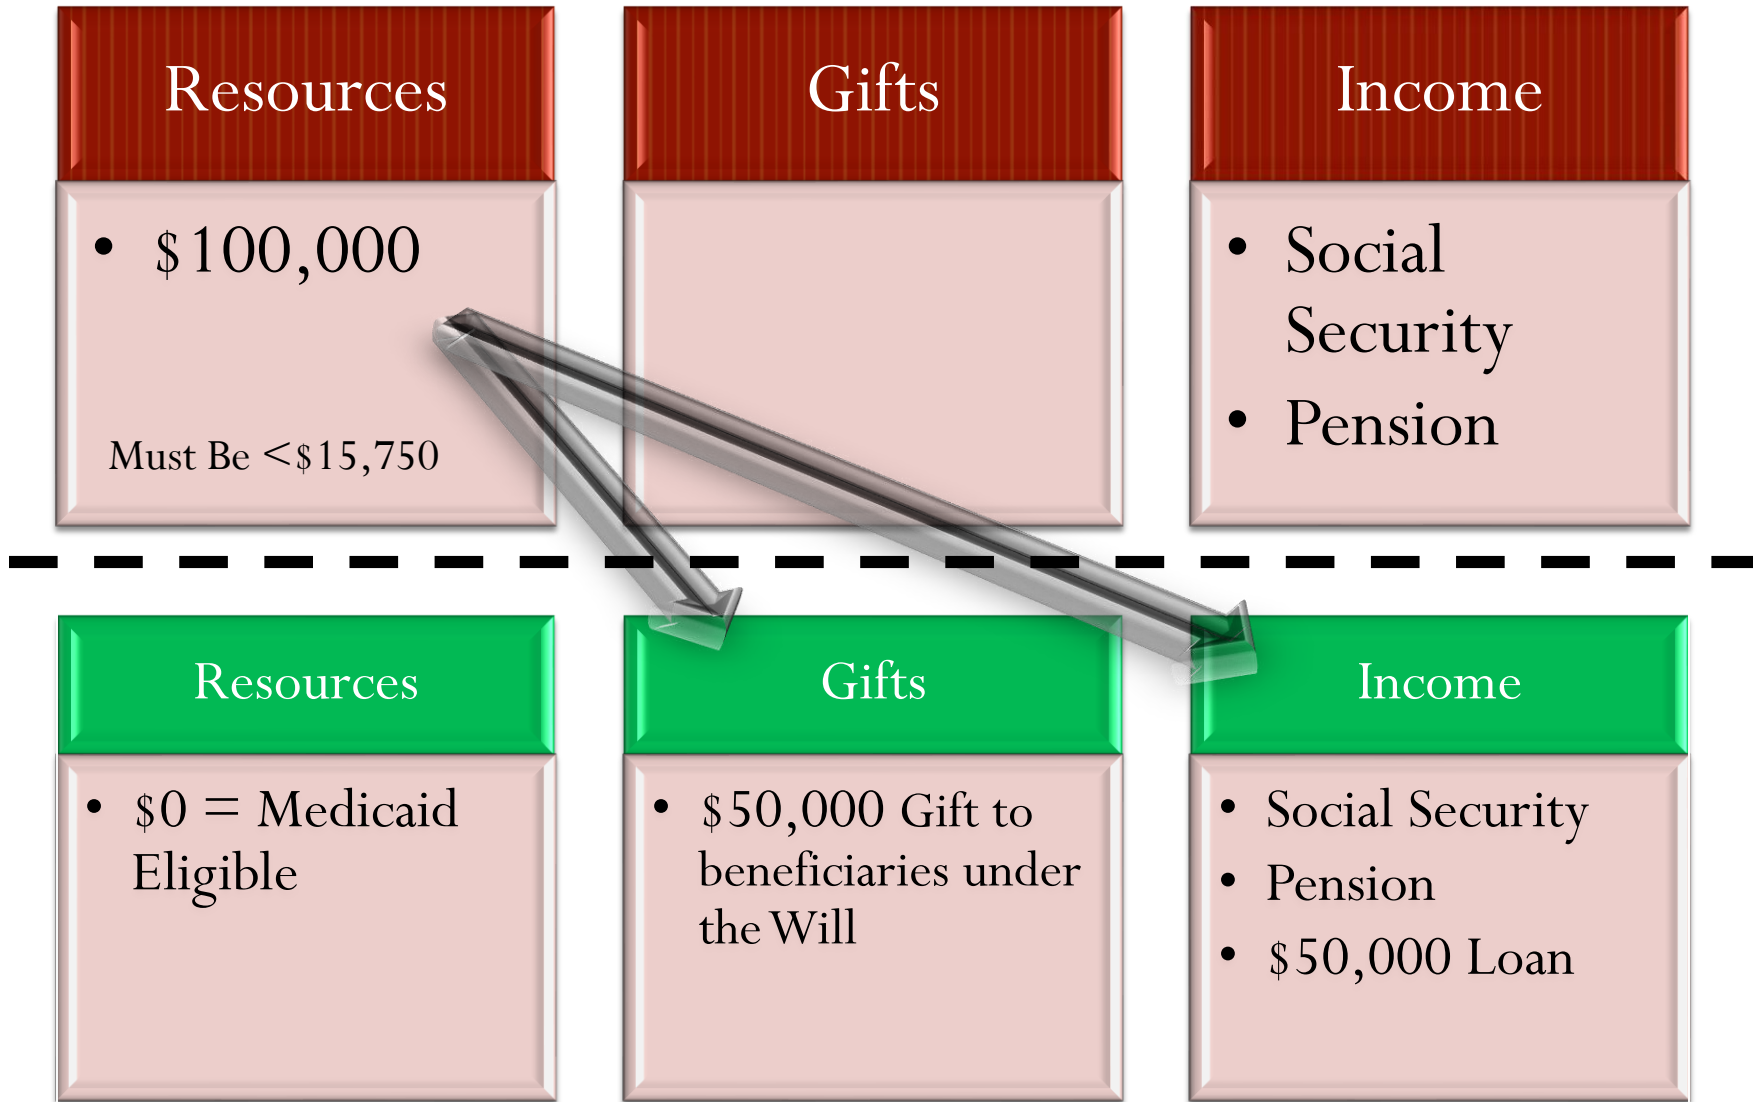 Resources
Gifts
Income
• $100,000
Must Be <$15,750
• Social
Security
• Pension
Resources
Gifts
Income
• $0 = Medicaid
Eligible
• $50,000 Gift to
beneficiaries under
the Will
• Social Security
• Pension
• $50,000 Loan